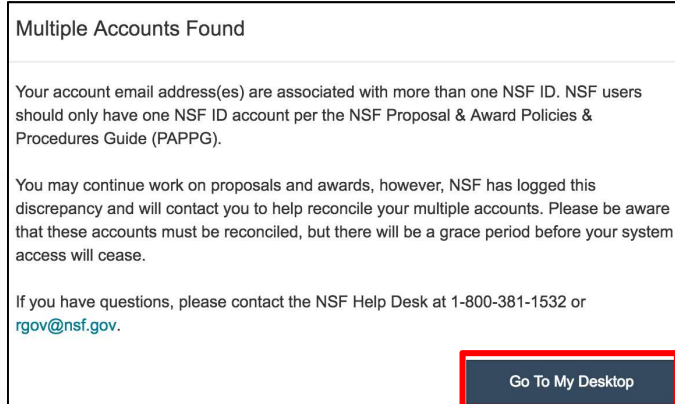 Multiple Accounts Found
Your account email address(es) are associated with more than one NSF ID. NSF users
should only have one NSF ID account per the NSF Proposal & Award Policies &
Procedures Guide (PAPPG).
You may continue work on proposals and awards, however, NSF has logged this
discrepancy and will contact you to help reconcile your multiple accounts. Please be aware
that these accounts must be reconciled, but there will be a grace period before your system
access will cease.
If you have questions, please contact the NSF Help Desk at 1-800-381-1532 or
rgov@nsf.gov.
Go To My Desktop